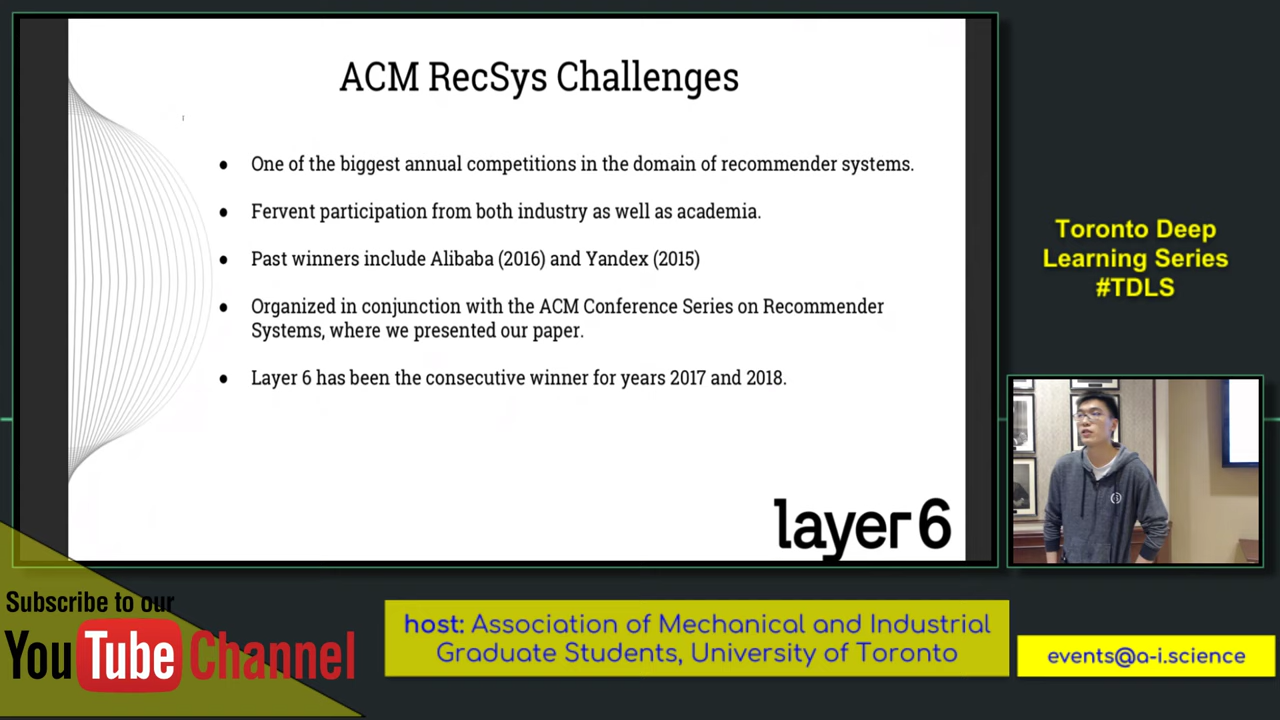 ACM RecSys Challenges
● One of the biggest annual competitions in the domain of recommender systems.
● Fervent participation from both industry as well as academia.
● Past winners include Alibaba (2016) and Yandex (2015)
● Organized in conjunction with the ACM Conference Series on Recommender
Systems, where we presented our paper.
● Layer 6 has been the consecutive winner for years 2017 and 2018.
layer 6
Toronto Deep
Learning Series
#TDLS
Subscribe to our
YouTube Channel
host: Association of Mechanical and Industrial
Graduate Students, University of Toronto
events@a-i.science